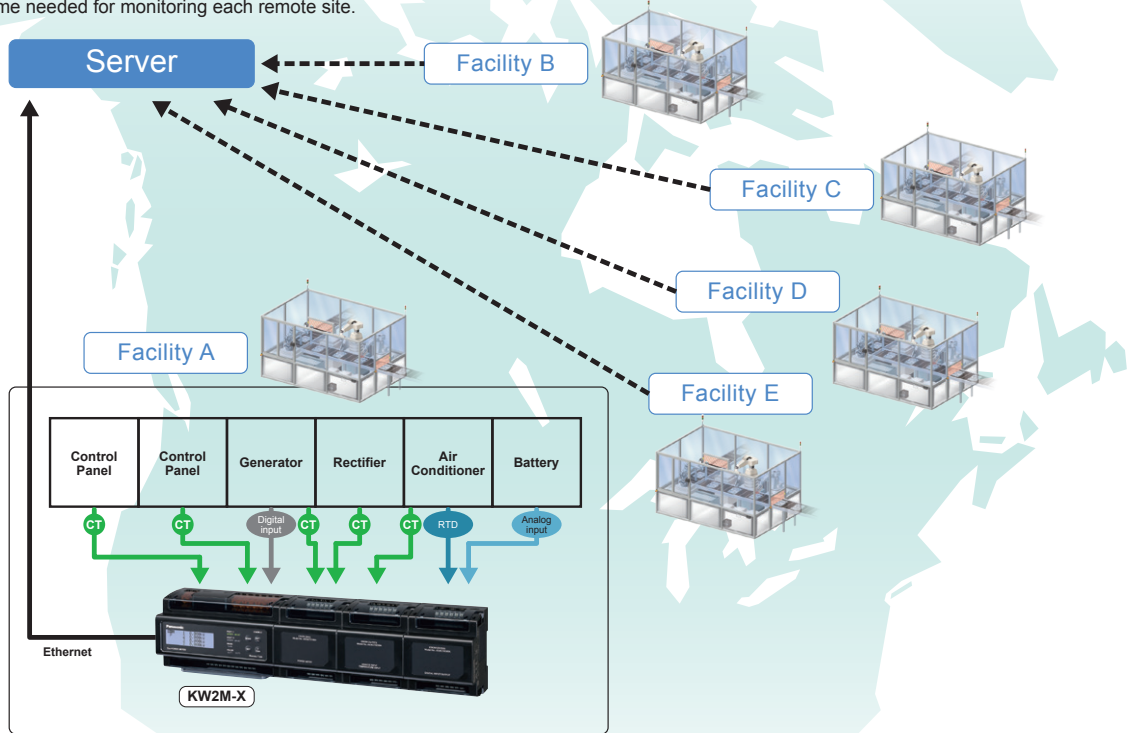 me needed for monitoring each remote site.
Server
Facility B
Facility C
Facility D
Facility A
Facility E
Control
Panel
Control
Panel
Generator
Rectifier
Air
Conditioner
Battery
CT
CT
Digital
input
CT
CT
CT
RTD
Analog
input
Panasonic
Ethernet
KW2M-X